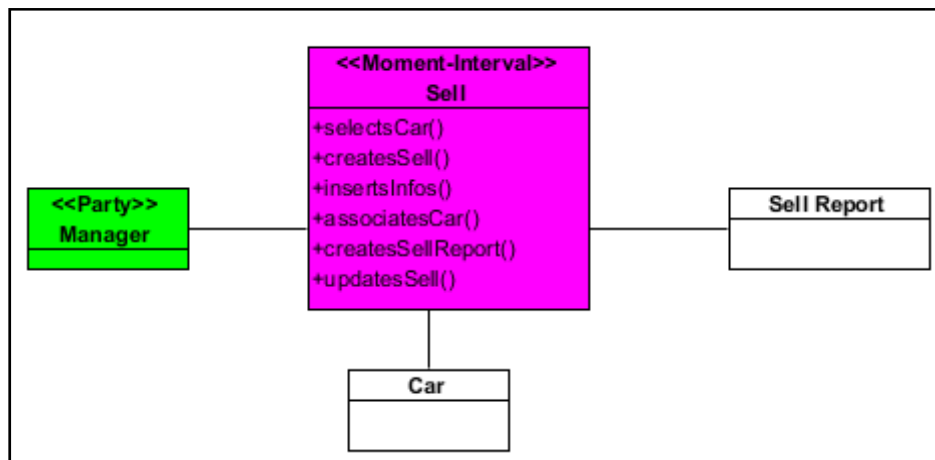 <<Moment-Interval>>
Sell
+selectsCar()
+createsSell()
+insertsInfos()
+associatesCar()
+createsSellReport()
+updatesSell()
<<Party>>
Manager
Sell Report
Car